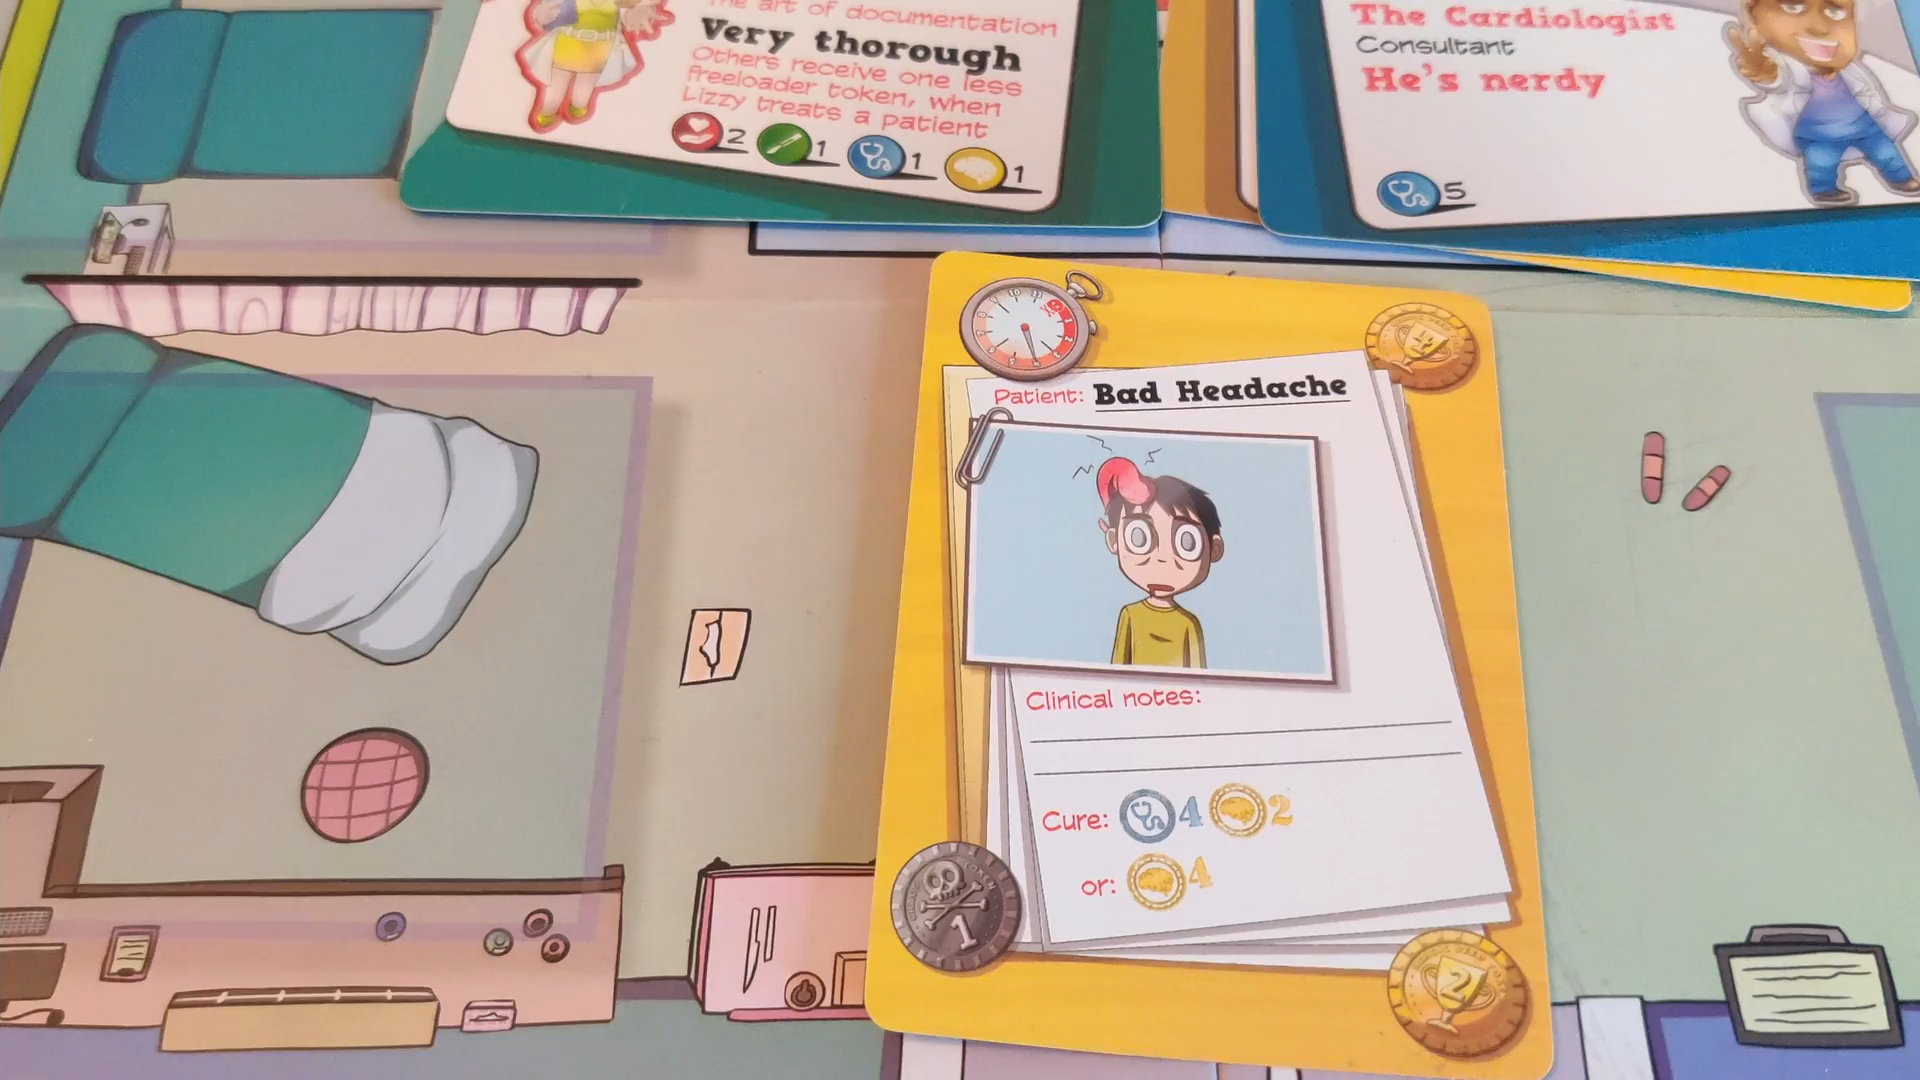 The art of documentation
Very thorough
Others receive one less
freeloader token, when
Lizzy treats a patient
2 1 1 1
The Cardiologist
Consultant
He's nerdy
5
Patient: Bad Headache
Clinical notes:
Cure: 4 2
or: 4
1
2